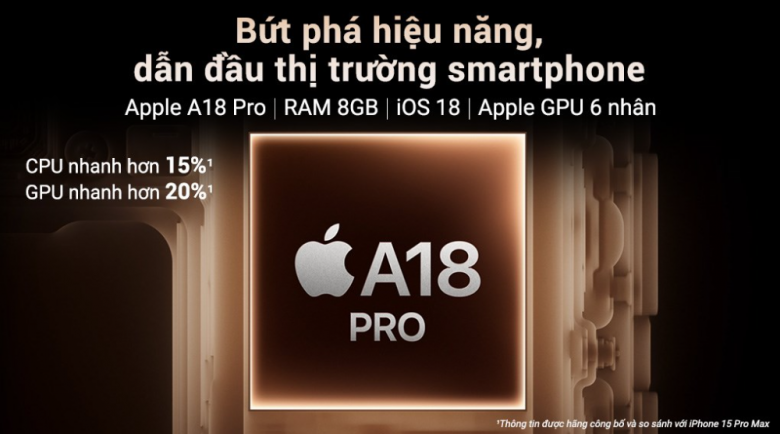 Bứt phá hiệu năng,
dẫn đầu thị trường smartphone
Apple A18 Pro | RAM 8GB | iOS 18 | Apple GPU 6 nhân
CPU nhanh hơn 15%¹
GPU nhanh hơn 20%¹
A18
PRO
¹Thông tin được hãng công bố và so sánh với iPhone 15 Pro Max